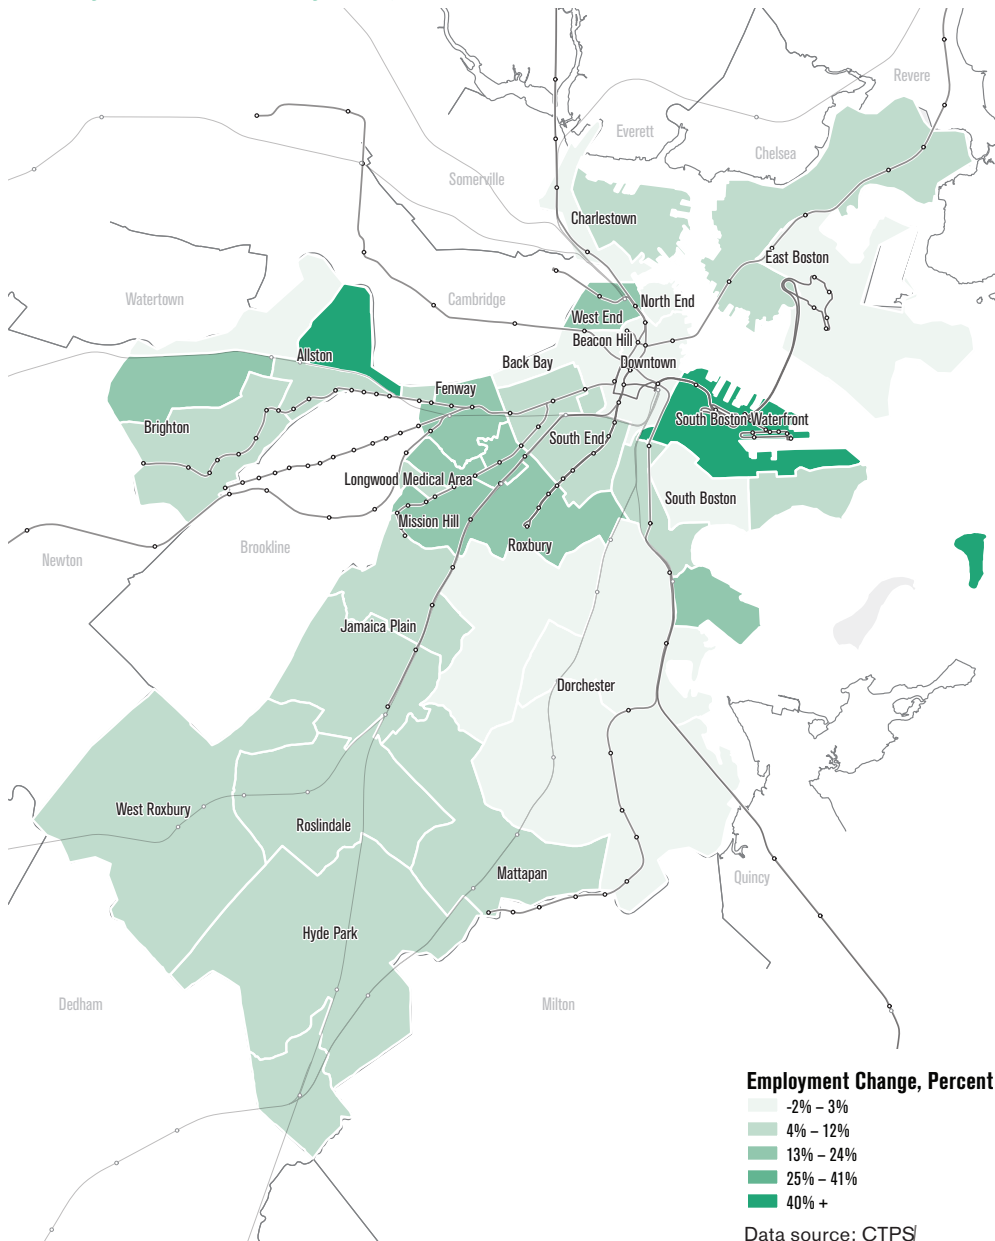 Revere
Everett
Chelsea
Somerville
Charlestown
East Boston
Watertown
Cambridge
North End
West End
Beacon Hill
Allston
Back Bay
Downtown
Fenway
South Boston Waterfront
Brighton
South End
Longwood Medical Area
South Boston
Mission Hill
Roxbury
Brookline
Newton
Jamaica Plain
Dorchester
West Roxbury
Roslindale
Mattapan
Quincy
Hyde Park
Dedham
Milton
Employment Change, Percent
-2% – 3%
4% – 12%
13% – 24%
25% – 41%
40% +
Data source: CTPS